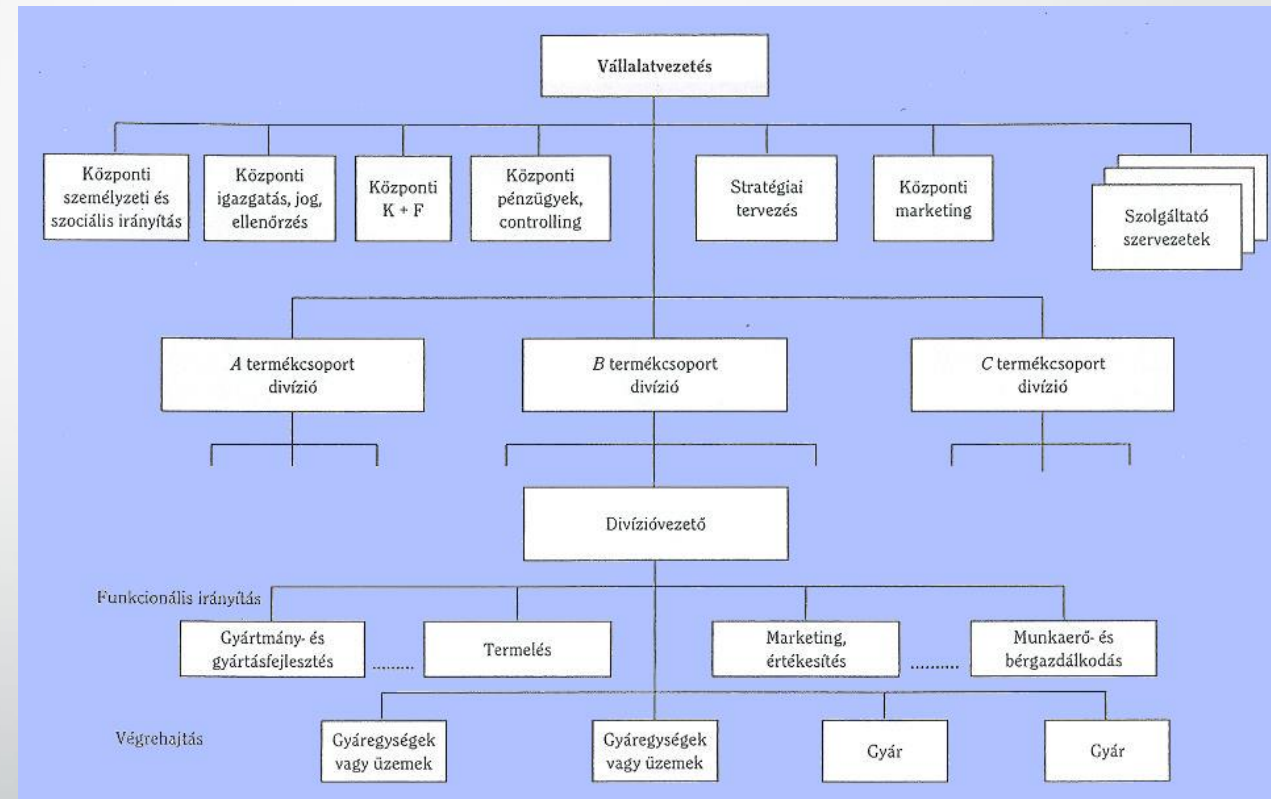 Vállalatvezetés
Központi
személyzeti és
szociális irányítás
Központi
igazgatás, jog,
ellenőrzés
Központi
K + F
Központi
pénzügyek,
controlling
Stratégiai
tervezés
Központi
marketing
Szolgáltató
szervezetek
A termékcsoport
divízió
B termékcsoport
divízió
C termékcsoport
divízió
Divízióvezető
Funkcionális irányítás
Gyártmány- és
gyártásfejlesztés
.........
Termelés
Marketing,
értékesítés
..........
Munkaerő- és
bérgazdálkodás
Végrehajtás
Gyáregységek
vagy üzemek
Gyáregységek
vagy üzemek
Gyár
Gyár